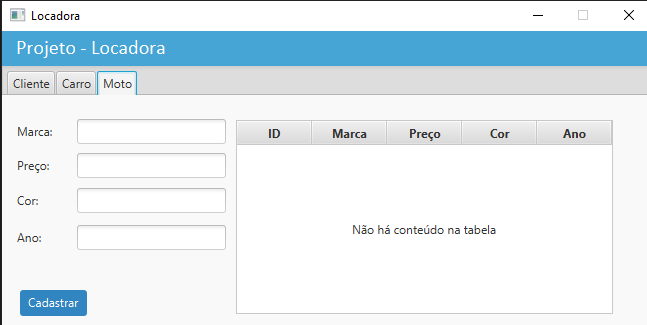 Locadora
Projeto - Locadora
Cliente Carro Moto
Marca:
Preço:
Cor:
Ano:
Cadastrar
ID Marca Preço Cor Ano
Não há conteúdo na tabela